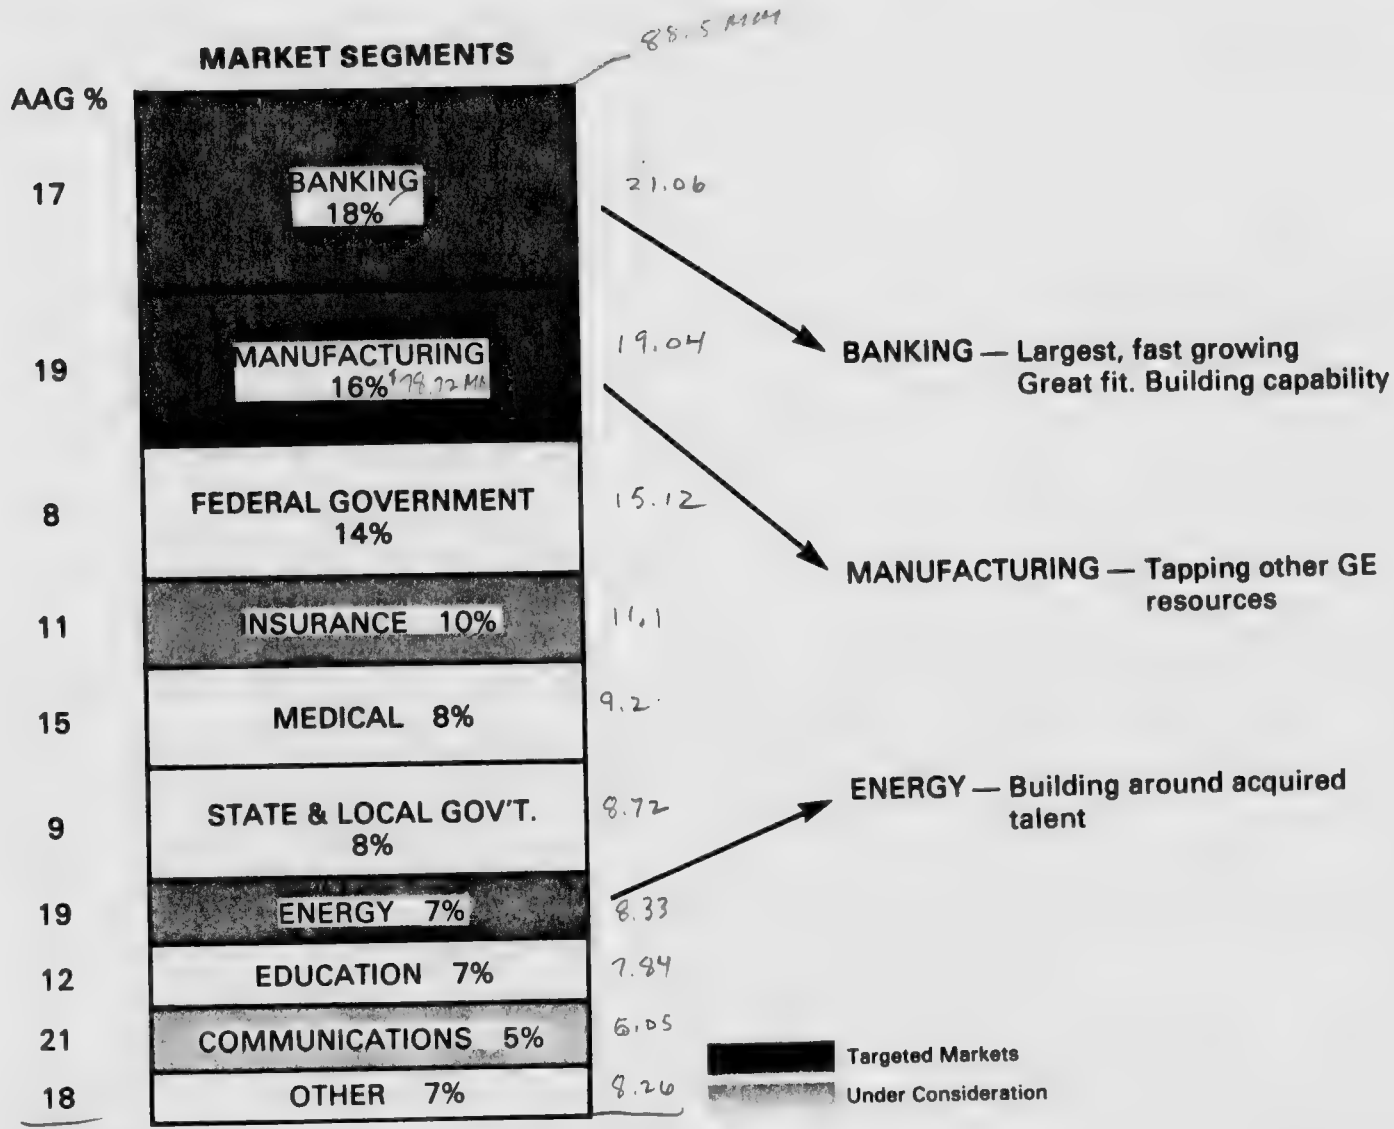 88.5 MM
MARKET SEGMENTS
AAG %
17
BANKING
18%
21.06
19
MANUFACTURING
16% $78.72 MM
19.04
BANKING — Largest, fast growing
Great fit. Building capability
8
FEDERAL GOVERNMENT
14%
15.12
MANUFACTURING — Tapping other GE
resources
11
INSURANCE 10%
11.1
15
MEDICAL 8%
9.2
9
STATE & LOCAL GOV'T.
8%
8.72
ENERGY — Building around acquired
talent
19
ENERGY 7%
8.33
12
EDUCATION 7%
7.84
21
COMMUNICATIONS 5%
6.05
Targeted Markets
18
OTHER 7%
8.26
Under Consideration